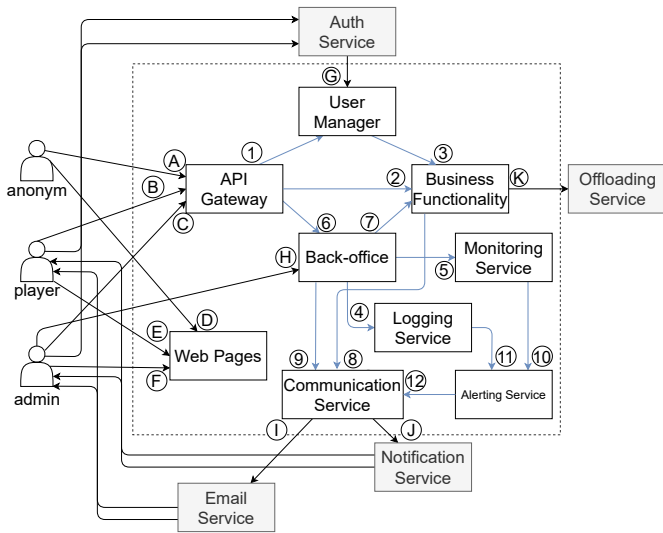 Auth
Service
G
User
Manager
1
3
A
anonym
B
API
Gateway
2
Business
Functionality
K
Offloading
Service
C
6
7
player
H
Back-office
5
Monitoring
Service
D
E
4
Logging
Service
Web Pages
F
9
8
11
10
admin
Communication
Service
12
Alerting Service
I
J
Notification
Service
Email
Service